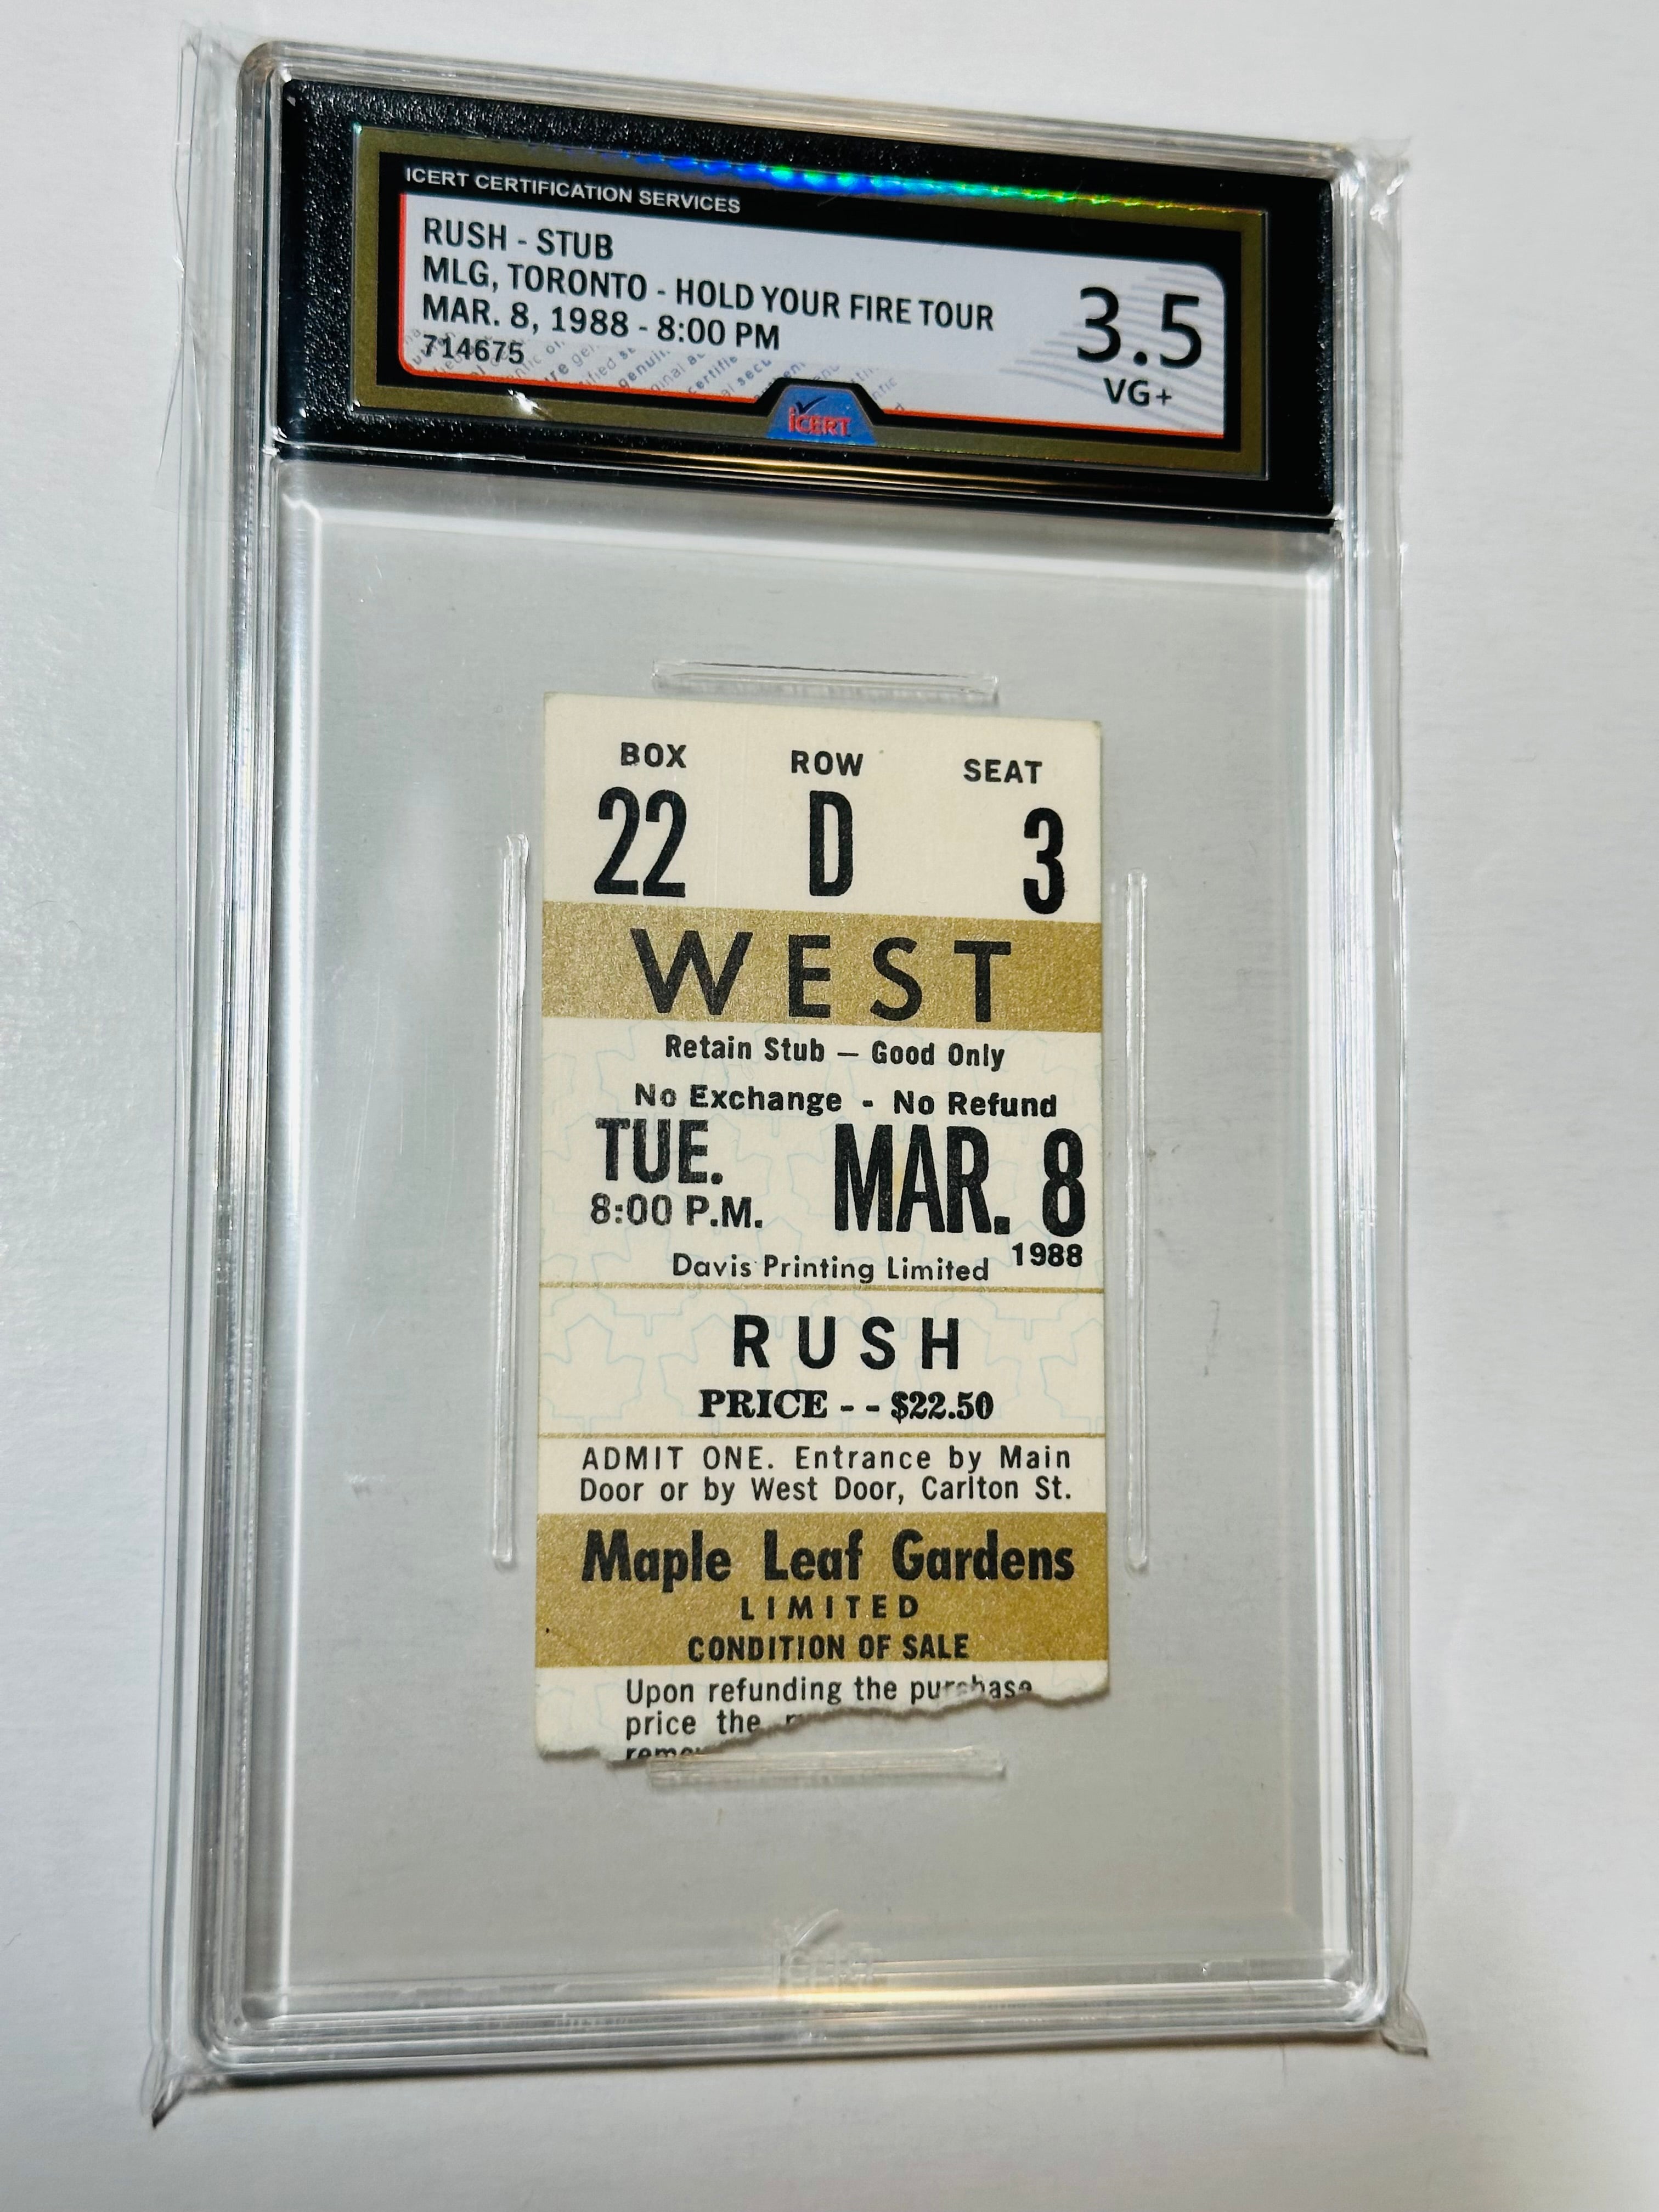 ICERT CERTIFICATION SERVICES
RUSH - STUB
MLG, TORONTO - HOLD YOUR FIRE TOUR
MAR. 8, 1988 - 8:00 PM
714675
3.5
VG+
iCERT
BOX ROW SEAT
22 D 3
WEST
Retain Stub — Good Only
No Exchange - No Refund
TUE. MAR. 8
8:00 P.M.
Davis Printing Limited 1988
RUSH
PRICE - - $22.50
ADMIT ONE. Entrance by Main
Door or by West Door, Carlton St.
Maple Leaf Gardens
LIMITED
CONDITION OF SALE
Upon refunding the purchase
price the